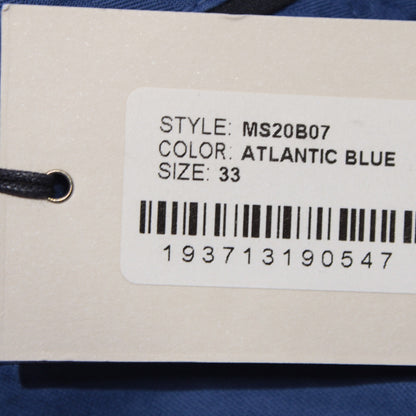 STYLE: MS20B07
COLOR: ATLANTIC BLUE
SIZE: 33
193713190547